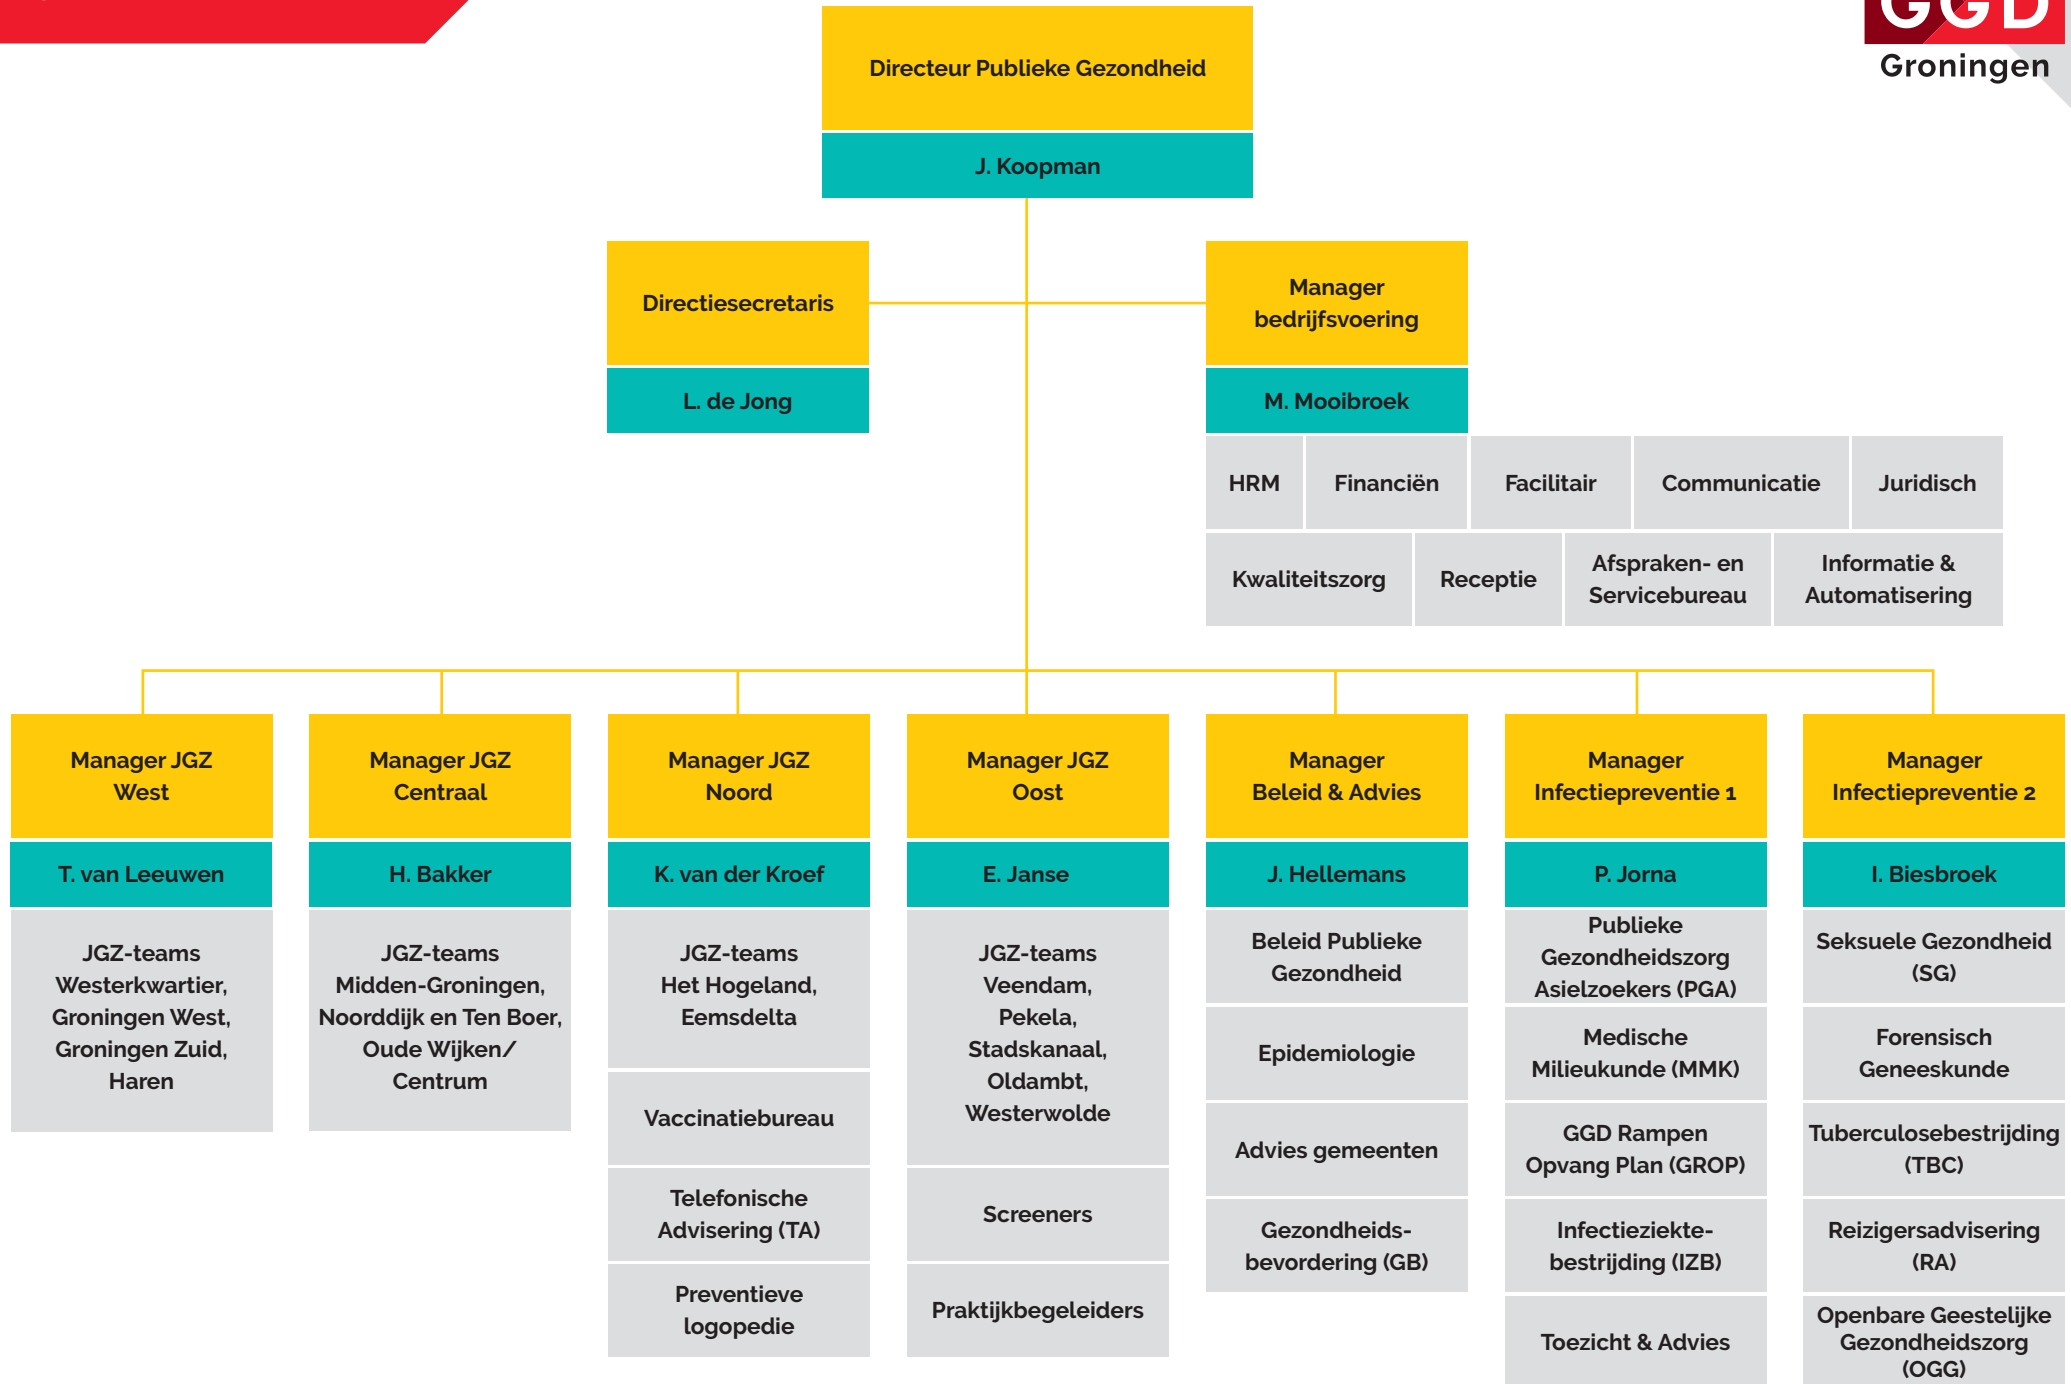 GGD
Groningen
Directeur Publieke Gezondheid
J. Koopman
Directiesecretaris
L. de Jong
Manager
bedrijfsvoering
M. Mooibroek
HRM
Financiën
Facilitair
Communicatie
Juridisch
Kwaliteitszorg
Receptie
Afspraken- en
Servicebureau
Informatie &
Automatisering
Manager JGZ
West
T. van Leeuwen
JGZ-teams
Westerkwartier,
Groningen West,
Groningen Zuid,
Haren
Manager JGZ
Centraal
H. Bakker
JGZ-teams
Midden-Groningen,
Noorddijk en Ten Boer,
Oude Wijken/
Centrum
Manager JGZ
Noord
K. van der Kroef
JGZ-teams
Het Hogeland,
Eemsdelta
Vaccinatiebureau
Telefonische
Advisering (TA)
Preventieve
logopedie
Manager JGZ
Oost
E. Janse
JGZ-teams
Veendam,
Pekela,
Stadskanaal,
Oldambt,
Westerwolde
Screeners
Praktijkbegeleiders
Manager
Beleid & Advies
J. Hellemans
Beleid Publieke
Gezondheid
Epidemiologie
Advies gemeenten
Gezondheids-
bevordering (GB)
Manager
Infectiepreventie 1
P. Jorna
Publieke
Gezondheidszorg
Asielzoekers (PGA)
Medische
Milieukunde (MMK)
GGD Rampen
Opvang Plan (GROP)
Infectieziekte-
bestrijding (IZB)
Toezicht & Advies
Manager
Infectiepreventie 2
I. Biesbroek
Seksuele Gezondheid
(SG)
Forensisch
Geneeskunde
Tuberculosebestrijding
(TBC)
Reizigersadvisering
(RA)
Openbare Geestelijke
Gezondheidszorg
(OGG)